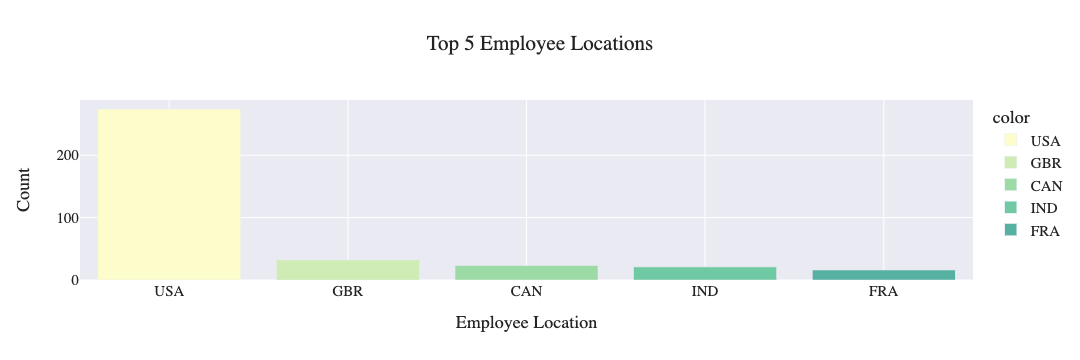 Top 5 Employee Locations
Count
200
100
0
USA
GBR
CAN
IND
FRA
Employee Location
color
USA
GBR
CAN
IND
FRA